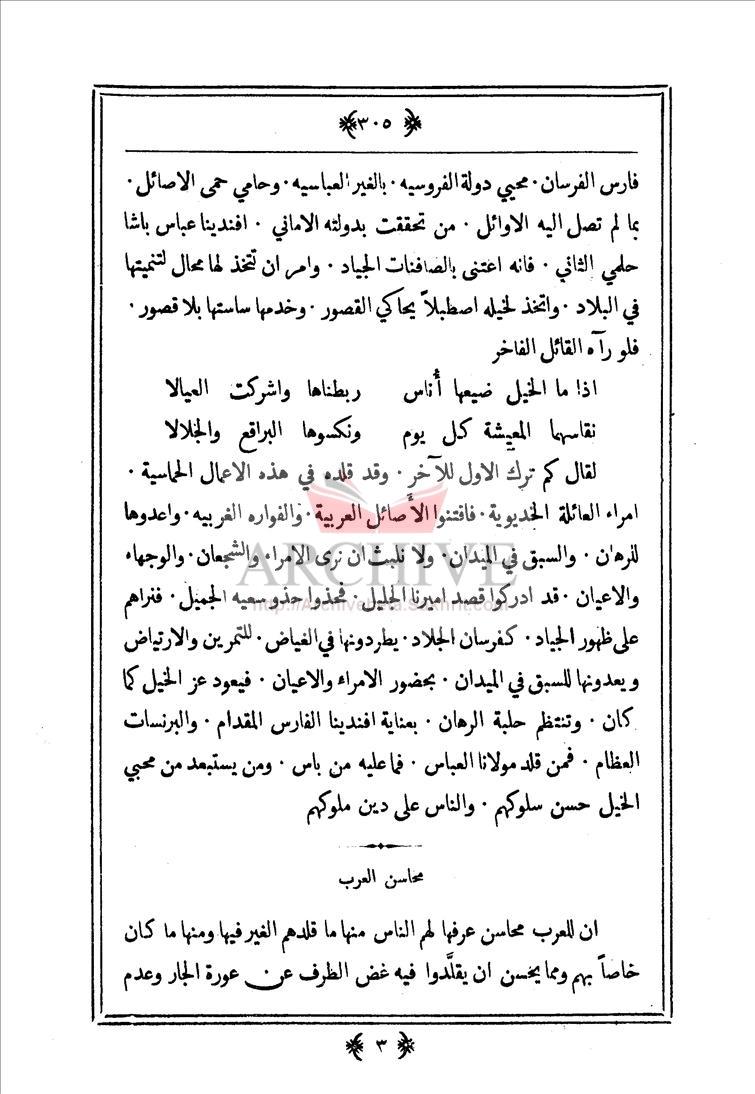 ٣٠٥
فارس الفرسان . محيي دولة الفروسيه . بالغير العباسيه . وحامي حمى الاصائل .
بما لم تصل اليه الاوائل . من تحققت بدولته الاماني . افندينا عباس باشا
حلمي الثاني . فانه اعتنى بالصافنات الجياد . وامر ان تتخذ لها محال لتنميتها
في البلاد . واتخذ لخيله اصطبلاً يحاكي القصور . وخدمها ساستها بلا قصور .
فلو رآه القائل الفاخر
اذا ما الخيل ضيعها أُناس ربطناها واشركت العيالا
نقاسمها المعيشة كل يوم ونكسوها البراقع والجلالا
لقال كم ترك الاول للآخر . وقد قلده في هذه الاعمال الحماسية .
امراء العائلة الخديوية . فاقتنوا الأصائل العربية . والفواره الغربيه . واعدوها
للرهان . والسبق في الميدان . ولا نلبث ان نرى الامراء والشجعان . والوجهاء
ARCHIVE
والاعيان . قد ادركوا قصد اميرنا الجليل . فحذوا حذو سعيه الجميل . فنراهم
http://Archivebeta.Sakhrit.com
على ظهور الجياد . كفرسان الجلاد . يطردونها في الغياض . للتمرين والارتياض
ويعدونها للسبق في الميدان . بحضور الامراء والاعيان . فيعود عز الخيل كما
كان . وتنتظم حلبة الرهان . بعناية افندينا الفارس المقدام . والبرنسات
العظام . فمن قلد مولانا العباس . فما عليه من باس . ومن يستبعد من محبي
الخيل حسن سلوكهم . والناس على دين ملوكهم
محاسن العرب
ان للعرب محاسن عرفها لهم الناس منها ما قلدهم الغير فيها ومنها ما كان
خاصاً بهم ومما يحسن ان يقلَّدوا فيه غض الظرف عن عورة الجار وعدم
٣